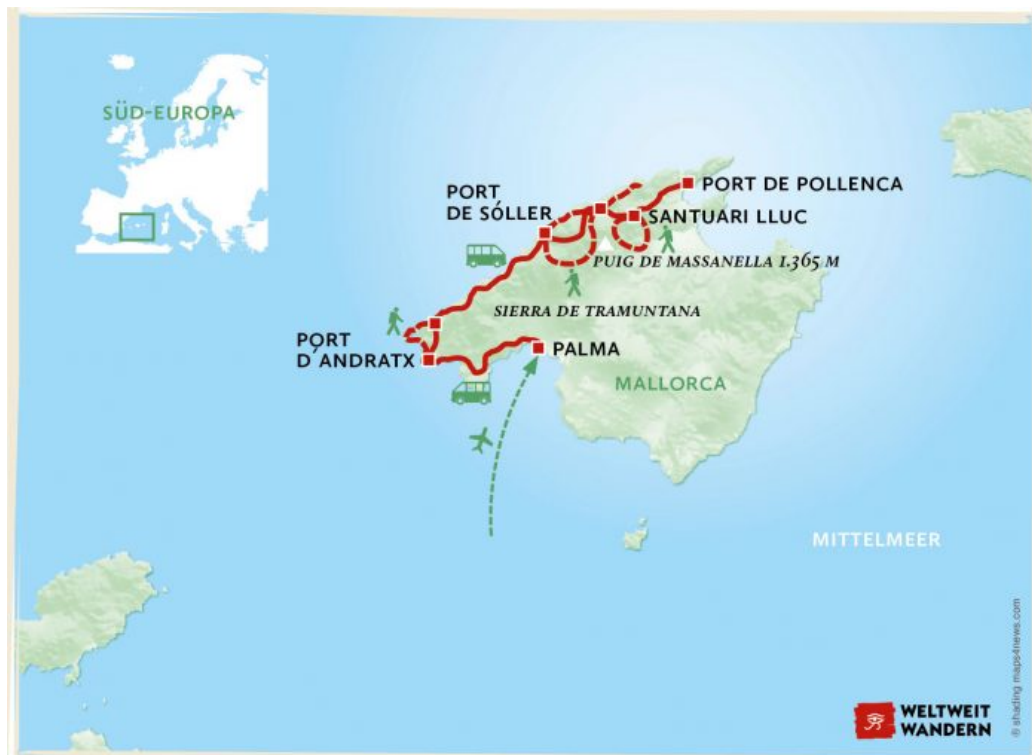 SÜD-EUROPA
PORT
DE SÓLLER
PORT DE POLLENCA
SANTUARI LLUC
PUIG DE MASSANELLA 1.365 M
SIERRA DE TRAMUNTANA
PORT
D´ANDRATX
PALMA
MALLORCA
MITTELMEER
© shading maps4news.com
WELTWEIT
WANDERN